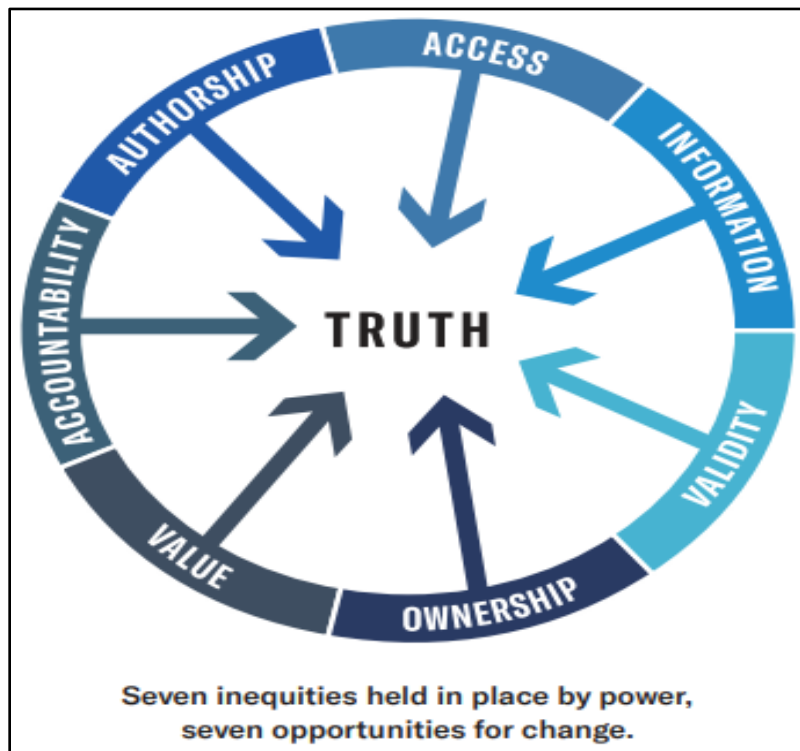 ACCESS
INFORMATION
VALIDITY
OWNERSHIP
VALUE
ACCOUNTABILITY
AUTHORSHIP
TRUTH
Seven inequities held in place by power,
seven opportunities for change.